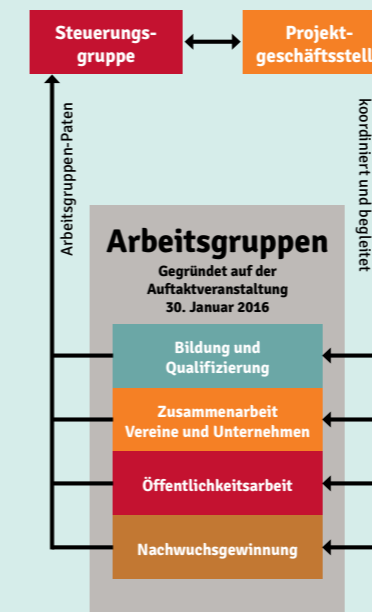 Steuerungs-
gruppe
Projekt-
geschäftsstell
Arbeitsgruppen-Paten
koordiniert und begleitet
Arbeitsgruppen
Gegründet auf der
Auftaktveranstaltung
30. Januar 2016
Bildung und
Qualifizierung
Zusammenarbeit
Vereine und Unternehmen
Öffentlichkeitsarbeit
Nachwuchsgewinnung